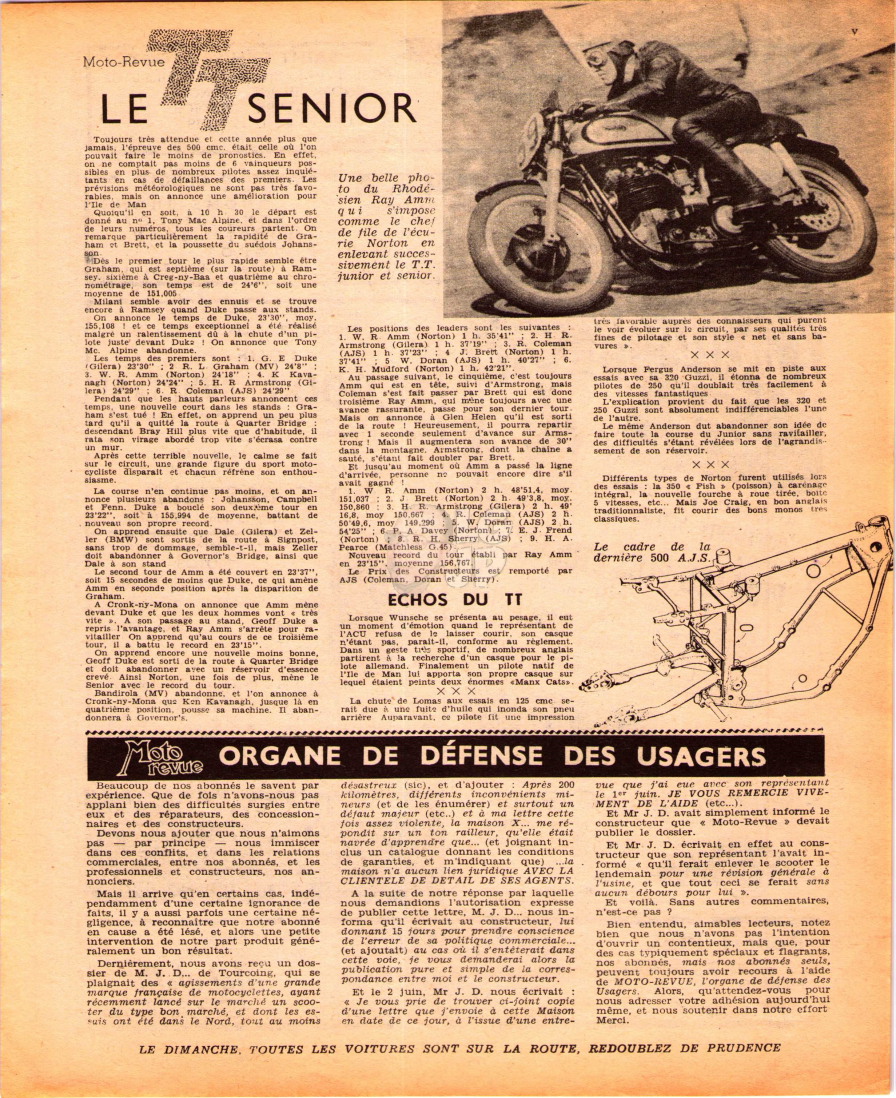 V
Moto-Revue
TT
LE SENIOR
Toujours très attendue et cette année plus que
jamais, l'épreuve des 500 cmc. était celle où l'on
pouvait faire le moins de pronostics. En effet,
on ne comptait pas moins de 6 vainqueurs pos-
sibles en plus de nombreux pilotes assez inquié-
tants en cas de défaillances des premiers. Les
prévisions météorologiques ne sont pas très favo-
rables, mais on annonce une amélioration pour
l'Ile de Man
Quoiqu'il en soit, à 10 h 30 le départ est
donné au n° 1, Tony Mac Alpine, et dans l'ordre
de leurs numéros, tous les coureurs partent. On
remarque particulièrement la rapidité de Gra-
ham et Brett, et la poussette du suédois Johans-
son
Dès le premier tour le plus rapide semble être
Graham, qui est septième (sur la route) à Ram-
sey, sixième à Creg-ny-Baa et quatrième au chro-
nométrage, son temps est de 24'6'', soit une
moyenne de 151,005
Milani semble avoir des ennuis et se trouve
encore à Ramsey quand Duke passe aux stands.
On annonce le temps de Duke, 23'30'', moy.
155,108 ! et ce temps exceptionnel a été réalisé
malgré un ralentissement dû à la chute d'un pi-
lote juste devant Duke ! On annonce que Tony
Mc. Alpine abandonne.
Les temps des premiers sont : 1. G. E Duke
(Gilera) 23'30'' ; 2 R. L. Graham (MV) 24'8'' ;
3. W. R. Amm (Norton) 24'18'' ; 4. K Kava-
nagh (Norton) 24'24'' ; 5. H. R Armstrong (Gi-
lera) 24'29'' ; 6. R Coleman (AJS) 24'29''
Pendant que les hauts parleurs annoncent ces
temps, une nouvelle court dans les stands : Gra-
ham s'est tué ! En effet, on apprend un peu plus
tard qu'il a quitté la route à Quarter Bridge :
descendant Bray Hill plus vite que d'habitude, il
rata son virage abordé trop vite s'écrasa contre
un mur.
Après cette terrible nouvelle, le calme se fait
sur le circuit, une grande figure du sport moto-
cycliste disparait et chacun réfrène son enthou-
siasme.
La course n'en continue pas moins, et on an-
nonce plusieurs abandons : Johansson, Campbell
et Fenn. Duke a bouclé son deuxième tour en
23'22'', soit à 155,994 de moyenne, battant de
nouveau son propre record.
On apprend ensuite que Dale (Gilera) et Zel-
ler (BMW) sont sortis de la route à Signpost,
sans trop de dommage, semble-t-il, mais Zeller
doit abandonner à Governor's Bridge, ainsi que
Dale à son stand
Le second tour de Amm a été couvert en 23'37'',
soit 15 secondes de moins que Duke, ce qui amène
Amm en seconde position après la disparition de
Graham.
A Cronk-ny-Mona on annonce que Amm mène
devant Duke et que les deux hommes vont « très
vite ». A son passage au stand, Geoff Duke a
repris l'avantage, et Ray Amm s'arrête pour ra-
vitailler On apprend qu'au cours de ce troisième
tour, il a battu le record en 23'15''.
On apprend encore une nouvelle moins bonne,
Geoff Duke est sorti de la route à Quarter Bridge
et doit abandonner avec un réservoir d'essence
crevé. Ainsi Norton, une fois de plus, mène le
Senior avec le record du tour.
Bandirola (MV) abandonne, et l'on annonce à
Cronk-ny-Mona que Ken Kavanagh, jusque là en
quatrième position, pousse sa machine. Il aban-
donnera à Governor's.
Une belle pho-
to du Rhodé-
sien Ray Amm
qui s'impose
comme le chef
de file de l'écu-
rie Norton en
enlevant succes-
sivement le T.T.
junior et senior.
Les positions des leaders sont les suivantes :
1. W. R. Amm (Norton) 1 h. 35'41'' ; 2. H. R.
Armstrong (Gilera) 1 h. 37'19'' ; 3. R. Coleman
(AJS) 1 h. 37'23'' ; 4 J. Brett (Norton) 1 h.
37'41'' ; 5 W. Doran (AJS) 1 h. 40'27'' ; 6.
K. H. Mudford (Norton) 1 h. 42'21''.
Au passage suivant, le cinquième, c'est toujours
Amm qui est en tête, suivi d'Armstrong, mais
Coleman s'est fait passer par Brett qui est donc
troisième Ray Amm, qui mène toujours avec une
avance rassurante, passe pour son dernier tour.
Mais on annonce à Glen Helen qu'il est sorti
de la route ! Heureusement, il pourra repartir
avec 1 seconde seulement d'avance sur Arms-
trong ! Mais il augmentera son avance de 30''
dans la montagne, Armstrong, dont la chaine a
sauté, s'étant fait doubler par Brett.
Et jusqu'au moment où Amm a passé la ligne
d'arrivée, personne ne pouvait encore dire s'il
avait gagné !
1. W. R. Amm (Norton) 2 h. 48'51,4, moy.
151,037 ; 2. J. Brett (Norton) 2 h. 49'3,8, moy.
150,860 ; 3. H. R. Armstrong (Gilera) 2 h. 49'
16,8, moy 150,667 ; 4. R. Coleman (AJS) 2 h.
50'49,6, moy 149,299 ; 5. W. Doran (AJS) 2 h.
54'25'' ; 6. P. A Davey (Norton) ; 7. E. J. Frend
(Norton) ; 8. R. H. Sherry (AJS) ; 9. H. A.
Pearce (Matchless G.45).
Nouveau record du tour établi par Ray Amm
en 23'15'', moyenne 156,767.
Le Prix des Constructeurs est remporté par
AJS (Coleman, Doran et Sherry).
ECHOS DU TT
Lorsque Wunsche se présenta au pesage, il eut
un moment d'émotion quand le représentant de
l'ACU refusa de le laisser courir, son casque
n'étant pas, parait-il, conforme au règlement.
Dans un geste très sportif, de nombreux anglais
partirent à la recherche d'un casque pour le pi-
lote allemand. Finalement un pilote natif de
l'Ile de Man lui apporta son propre casque sur
lequel étaient peints deux énormes «Manx Cats».
× × ×
La chute de Lomas aux essais en 125 cmc se-
rait due à une fuite d'huile qui inonda son pneu
arrière Auparavant, ce pilote fit une impression
très favorable auprès des connaisseurs qui purent
le voir évoluer sur le circuit, par ses qualités très
fines de pilotage et son style « net et sans ba-
vures ».
× × ×
Lorsque Fergus Anderson se mit en piste aux
essais avec sa 320 Guzzi, il étonna de nombreux
pilotes de 250 qu'il doublait très facilement à
des vitesses fantastiques
L'explication provient du fait que les 320 et
250 Guzzi sont absolument indifférenciables l'une
de l'autre.
Le même Anderson dut abandonner son idée de
faire toute la course du Junior sans ravitailler,
des difficultés s'étant révélées lors de l'agrandis-
sement de son réservoir.
× × ×
Différents types de Norton furent utilisés lors
des essais : la 350 « Fish » (poisson) à carénage
intégral, la nouvelle fourche à roue tirée, boîte
5 vitesses, etc... Mais Joe Craig, en bon anglais
traditionnaliste, fit courir des bons monos très
classiques.
Le cadre de la
dernière 500 A.J.S.
Moto revue
ORGANE DE DÉFENSE DES USAGERS
Beaucoup de nos abonnés le savent par
expérience. Que de fois n'avons-nous pas
applani bien des difficultés surgies entre
eux et des réparateurs, des concession-
naires et des constructeurs.
Devons nous ajouter que nous n'aimons
pas — par principe — nous immiscer
dans ces conflits, et dans les relations
commerciales, entre nos abonnés, et les
professionnels et constructeurs, nos an-
nonciers.
Mais il arrive qu'en certains cas, indé-
pendamment d'une certaine ignorance de
faits, il y a aussi parfois une certaine né-
gligence, à reconnaître que notre abonné
en cause a été lésé, et alors une petite
intervention de notre part produit géné-
ralement un bon résultat.
Dernièrement, nous avons reçu un dos-
sier de M. J. D... de Tourcoing, qui se
plaignait des « agissements d'une grande
marque française de motocyclettes, ayant
récemment lancé sur le marché un scoo-
ter du type bon marché, et dont les es-
suis ont été dans le Nord, tout au moins
désastreux (sic), et d'ajouter : Après 200
kilomètres, différents inconvénients mi-
neurs (et de les énumérer) et surtout un
défaut majeur (etc..) et à ma lettre cette
fois assez violente, la maison X... me ré-
pondit sur un ton railleur, qu'elle était
navrée d'apprendre que... (et joignant in-
clus un catalogue donnant les conditions
de garanties, et m'indiquant que) ...la
maison n'a aucun lien juridique AVEC LA
CLIENTELE DE DETAIL DE SES AGENTS.
A la suite de notre réponse par laquelle
nous demandions l'autorisation expresse
de publier cette lettre, M. J. D... nous in-
forma qu'il écrivait au constructeur, lui
donnant 15 jours pour prendre conscience
de l'erreur de sa politique commerciale...
(et ajoutait) au cas où il s'entêterait dans
cette voie, je vous demanderai alors la
publication pure et simple de la corres-
pondance entre moi et le constructeur.
Et le 2 juin, Mr J. D. nous écrivait :
« Je vous prie de trouver ci-joint copie
d'une lettre que j'envoie à cette Maison
en date de ce jour, à l'issue d'une entre-
vue que j'ai eue avec son représentant
le 1er juin. JE VOUS REMERCIE VIVE-
MENT DE L'AIDE (etc...).
Et Mr J. D. avait simplement informé le
constructeur que « Moto-Revue » devait
publier le dossier.
Et Mr J. D. écrivait en effet au cons-
tructeur que son représentant l'avait in-
formé « qu'il ferait enlever le scooter le
lendemain pour une révision générale à
l'usine, et que tout ceci se ferait sans
aucun débours pour lui ».
Et voilà. Sans autres commentaires,
n'est-ce pas ?
Bien entendu, aimables lecteurs, notez
bien que nous n'avons pas l'intention
d'ouvrir un contentieux, mais que, pour
des cas typiquement spéciaux et flagrants,
nos abonnés, mais nos abonnés seuls,
peuvent toujours avoir recours à l'aide
de MOTO-REVUE, l'organe de défense des
Usagers. Alors, qu'attendez-vous pour
nous adresser votre adhésion aujourd'hui
même, et nous soutenir dans notre effort
Merci.
LE DIMANCHE, TOUTES LES VOITURES SONT SUR LA ROUTE, REDOUBLEZ DE PRUDENCE